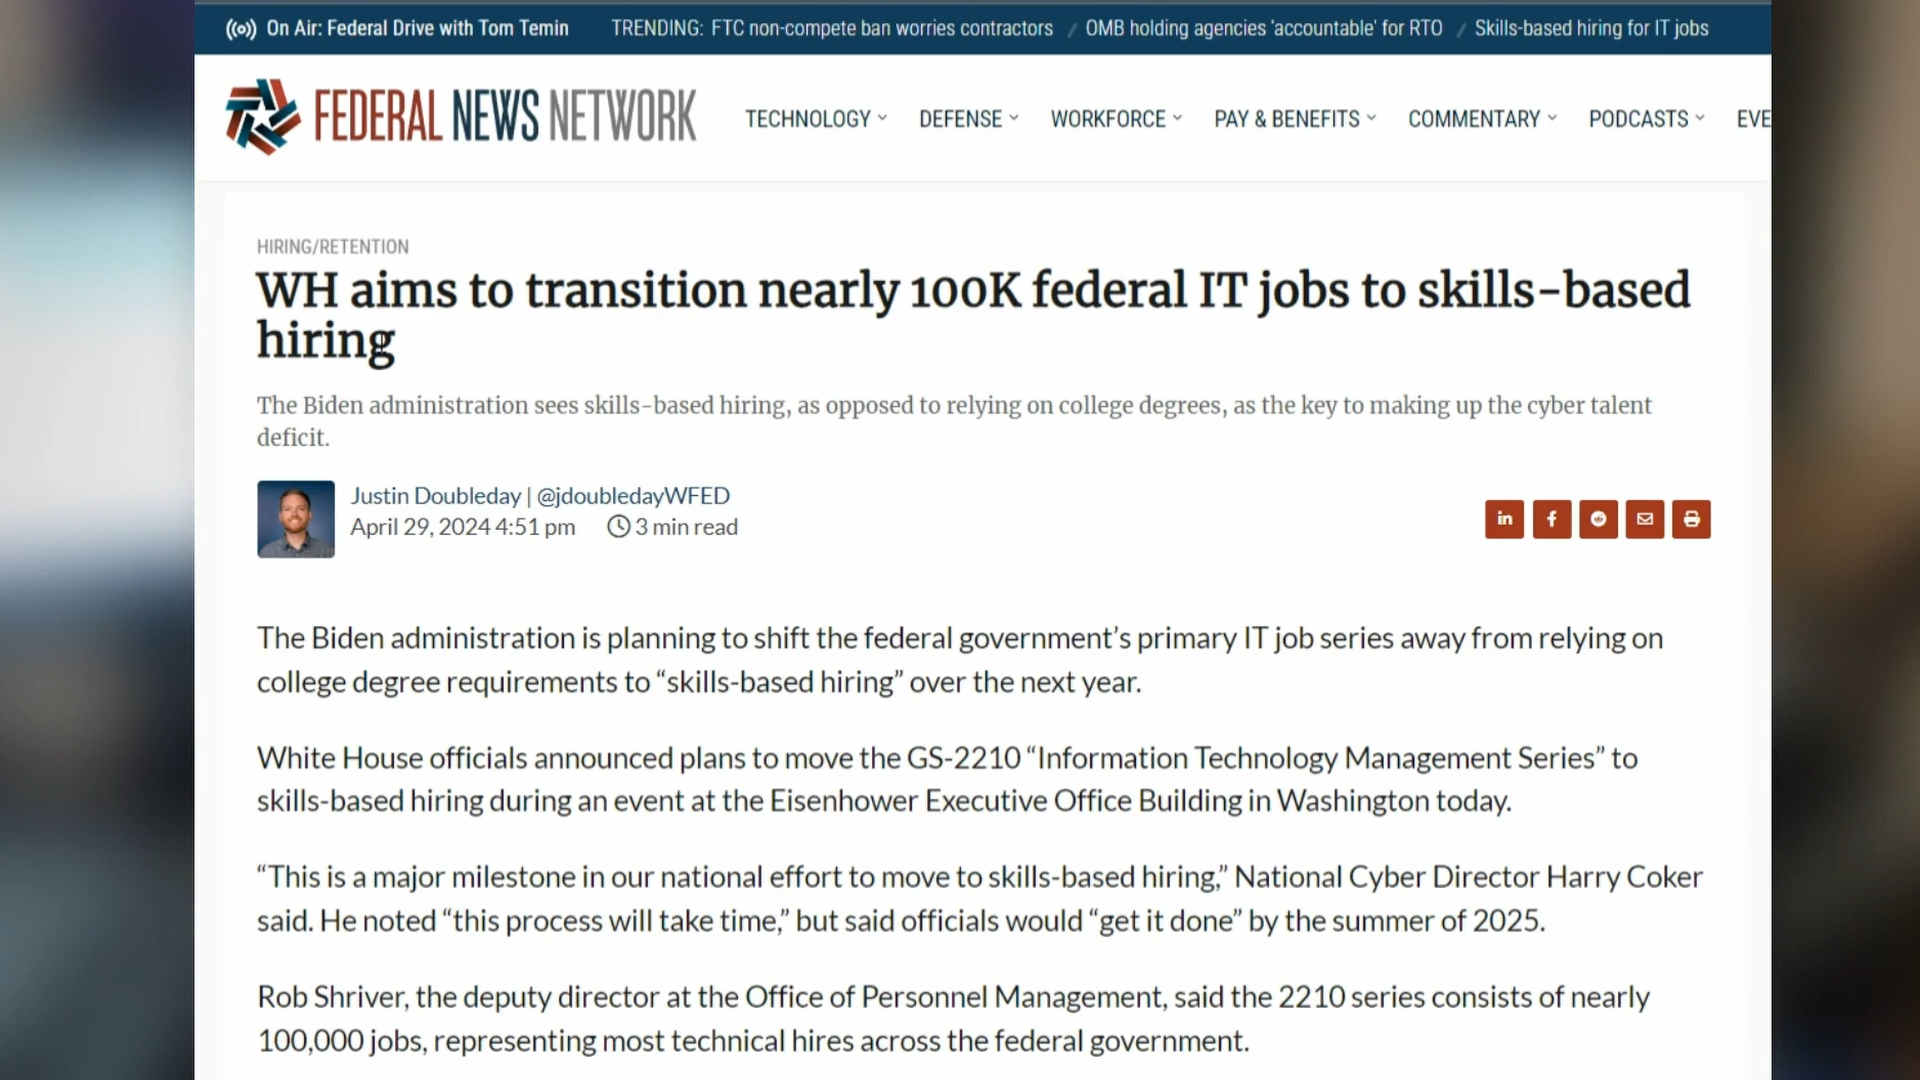 On Air: Federal Drive with Tom Temin TRENDING: FTC non-compete ban worries contractors / OMB holding agencies 'accountable' for RTO / Skills-based hiring for IT jobs
FEDERAL NEWS NETWORK TECHNOLOGY DEFENSE WORKFORCE PAY & BENEFITS COMMENTARY PODCASTS EVE
HIRING/RETENTION
WH aims to transition nearly 100K federal IT jobs to skills-based
hiring
The Biden administration sees skills-based hiring, as opposed to relying on college degrees, as the key to making up the cyber talent
deficit.
Justin Doubleday | @jdoubledayWFED
April 29, 2024 4:51 pm 3 min read
The Biden administration is planning to shift the federal government’s primary IT job series away from relying on
college degree requirements to “skills-based hiring” over the next year.
White House officials announced plans to move the GS-2210 “Information Technology Management Series” to
skills-based hiring during an event at the Eisenhower Executive Office Building in Washington today.
“This is a major milestone in our national effort to move to skills-based hiring,” National Cyber Director Harry Coker
said. He noted “this process will take time,” but said officials would “get it done” by the summer of 2025.
Rob Shriver, the deputy director at the Office of Personnel Management, said the 2210 series consists of nearly
100,000 jobs, representing most technical hires across the federal government.